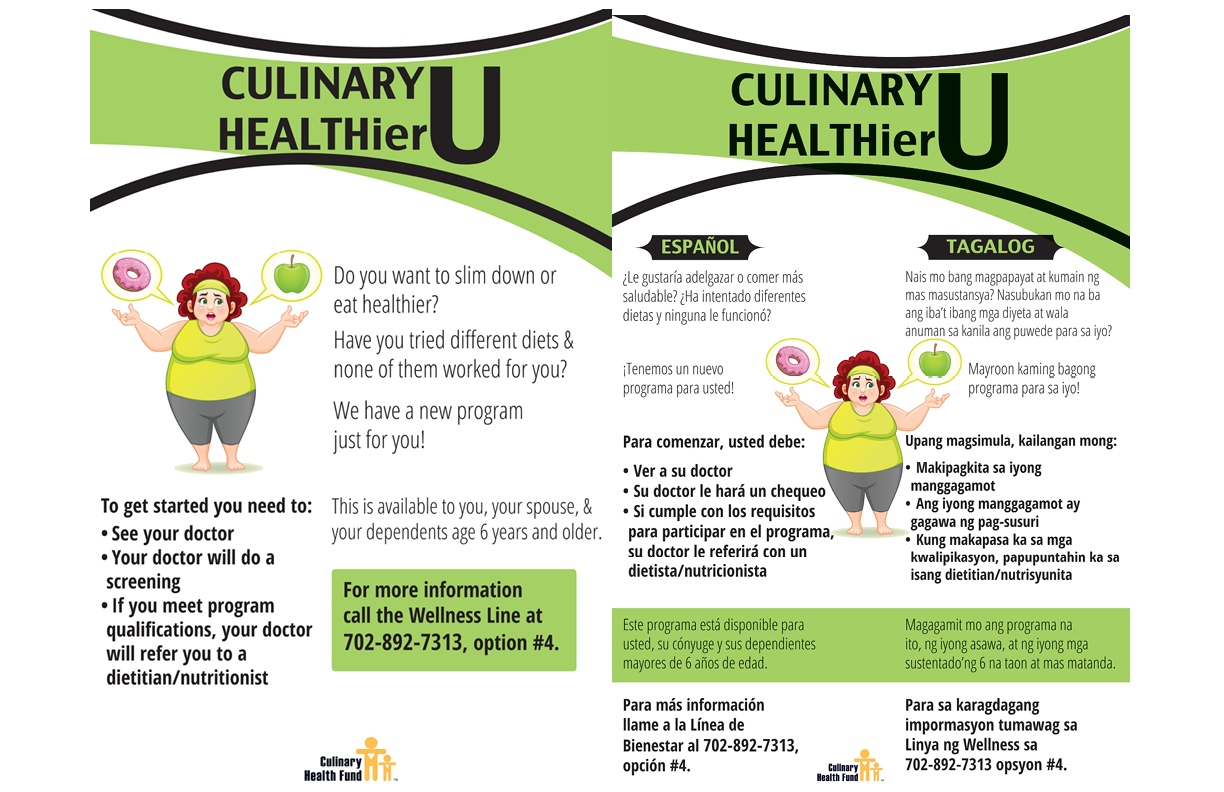 CULINARY
HEALTHierU
Do you want to slim down or
eat healthier?
Have you tried different diets &
none of them worked for you?
We have a new program
just for you!
To get started you need to:
• See your doctor
• Your doctor will do a
screening
• If you meet program
qualifications, your doctor
will refer you to a
dietitian/nutritionist
This is available to you, your spouse, &
your dependents age 6 years and older.
For more information
call the Wellness Line at
702-892-7313, option #4.
Culinary
Health Fund
CULINARY
HEALTHierU
ESPAÑOL
¿Le gustaría adelgazar o comer más
saludable? ¿Ha intentado diferentes
dietas y ninguna le funcionó?
¡Tenemos un nuevo
programa para usted!
Para comenzar, usted debe:
• Ver a su doctor
• Su doctor le hará un chequeo
• Si cumple con los requisitos
para participar en el programa,
su doctor le referirá con un
dietista/nutricionista
Este programa está disponible para
usted, su cónyuge y sus dependientes
mayores de 6 años de edad.
Para más información
llame a la Línea de
Bienestar al 702-892-7313,
opción #4.
TAGALOG
Nais mo bang magpapayat at kumain ng
mas masustansya? Nasubukan mo na ba
ang iba’t ibang mga diyeta at wala
anuman sa kanila ang puwede para sa iyo?
Mayroon kaming bagong
programa para sa iyo!
Upang magsimula, kailangan mong:
• Makipagkita sa iyong
manggagamot
• Ang iyong manggagamot ay
gagawa ng pag-susuri
• Kung makapasa ka sa mga
kwalipikasyon, papupuntahin ka sa
isang dietitian/nutrisyunita
Magagamit mo ang programa na
ito, ng iyong asawa, at ng iyong mga
sustentado’ng 6 na taon at mas matanda.
Para sa karagdagang
impormasyon tumawag sa
Linya ng Wellness sa
702-892-7313 opsyon #4.
Culinary
Health Fund